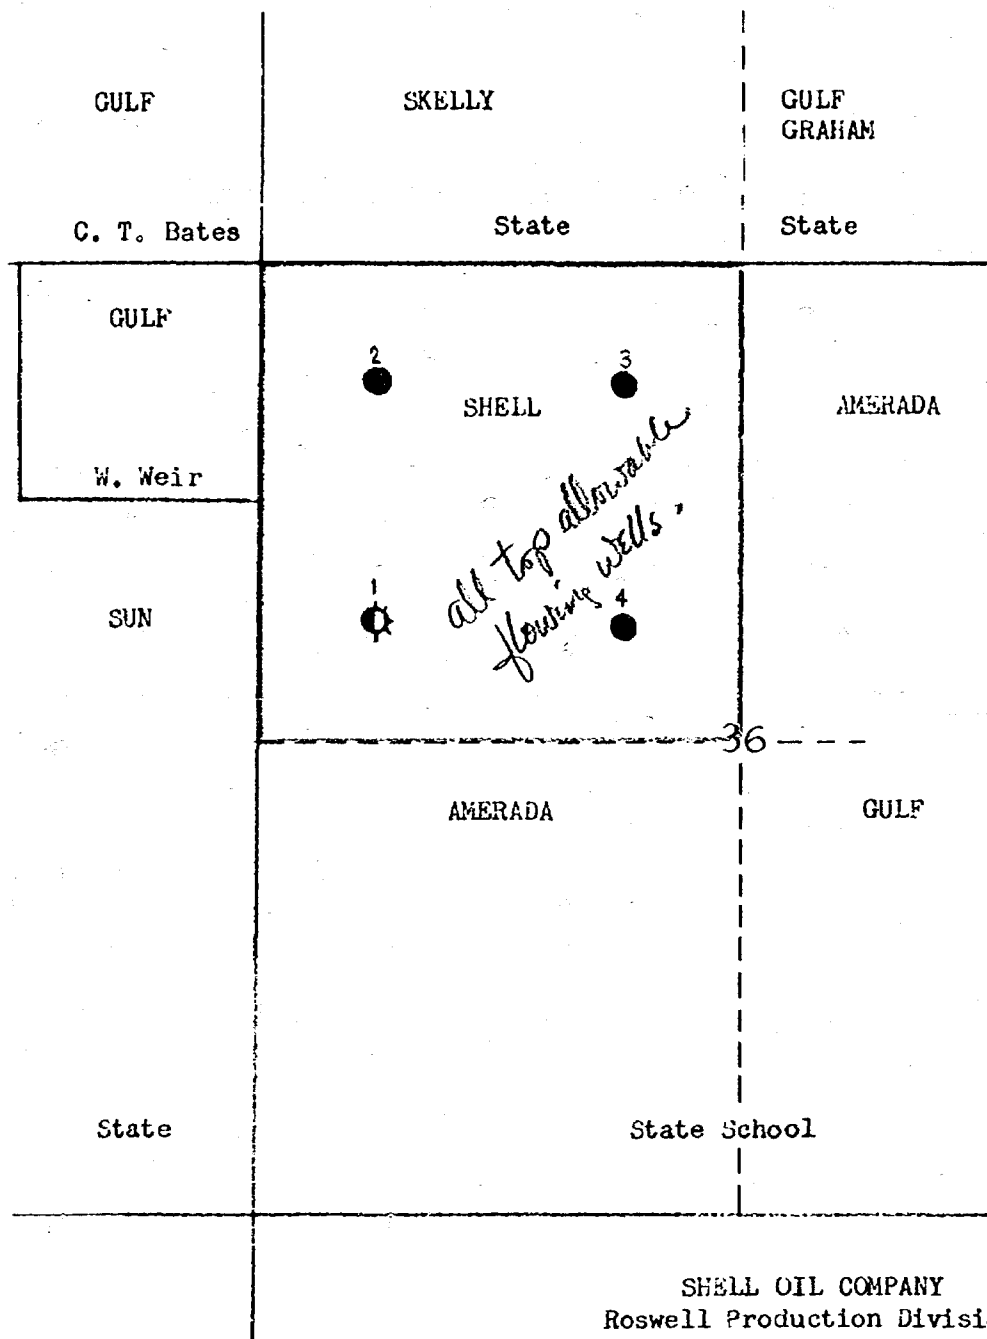 GULF
SKELLY
GULF
GRAHAM
C. T. Bates
State
State
GULF
2
3
SHELL
AMERADA
W. Weir
all top allowable
flowing wells.
1
4
SUN
36
AMERADA
GULF
State
State School
SHELL OIL COMPANY
Roswell Production Divisi